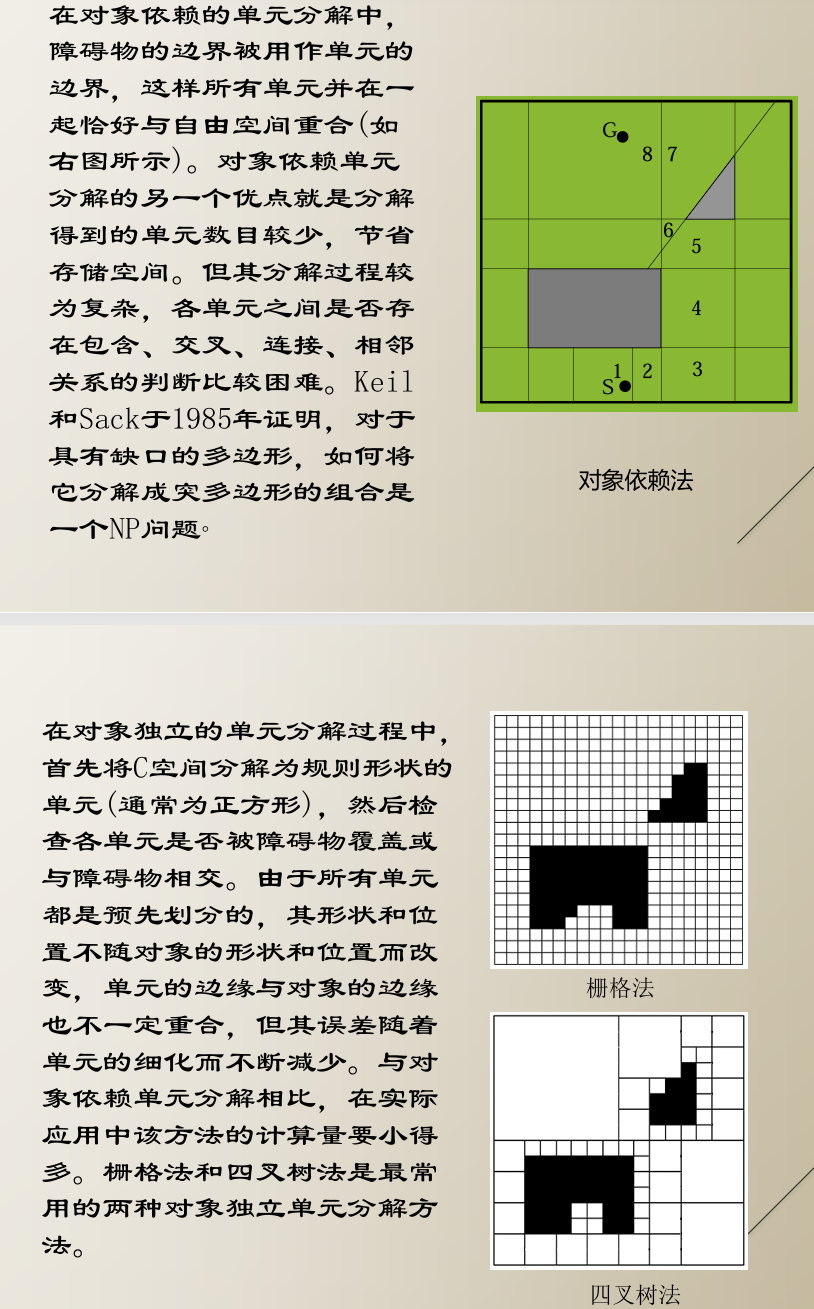 在对象依赖的单元分解中，
障碍物的边界被用作单元的
边界，这样所有单元并在一
起恰好与自由空间重合(如
右图所示)。对象依赖单元
分解的另一个优点就是分解
得到的单元数目较少，节省
存储空间。但其分解过程较
为复杂，各单元之间是否存
在包含、交叉、连接、相邻
关系的判断比较困难。Keil
和Sack于1985年证明，对于
具有缺口的多边形，如何将
它分解成突多边形的组合是
一个NP问题。
G
8 7
6
5
4
1 2 3
S
对象依赖法
在对象独立的单元分解过程中，
首先将C空间分解为规则形状的
单元(通常为正方形)，然后检
查各单元是否被障碍物覆盖或
与障碍物相交。由于所有单元
都是预先划分的，其形状和位
置不随对象的形状和位置而改
变，单元的边缘与对象的边缘
也不一定重合，但其误差随着
单元的细化而不断减少。与对
象依赖单元分解相比，在实际
应用中该方法的计算量要小得
多。栅格法和四叉树法是最常
用的两种对象独立单元分解方
法。
栅格法
四叉树法